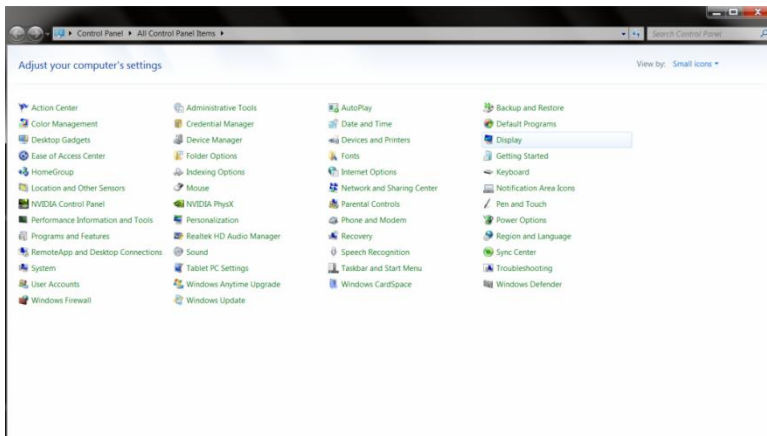 Control Panel ▸ All Control Panel Items ▸
Search Control Panel
Adjust your computer's settings
View by: Small icons
Action Center
Administrative Tools
AutoPlay
Backup and Restore
Color Management
Credential Manager
Date and Time
Default Programs
Desktop Gadgets
Device Manager
Devices and Printers
Display
Ease of Access Center
Folder Options
Fonts
Getting Started
HomeGroup
Indexing Options
Internet Options
Keyboard
Location and Other Sensors
Mouse
Network and Sharing Center
Notification Area Icons
NVIDIA Control Panel
NVIDIA PhysX
Parental Controls
Pen and Touch
Performance Information and Tools
Personalization
Phone and Modem
Power Options
Programs and Features
Realtek HD Audio Manager
Recovery
Region and Language
RemoteApp and Desktop Connections
Sound
Speech Recognition
Sync Center
System
Tablet PC Settings
Taskbar and Start Menu
Troubleshooting
User Accounts
Windows Anytime Upgrade
Windows CardSpace
Windows Defender
Windows Firewall
Windows Update